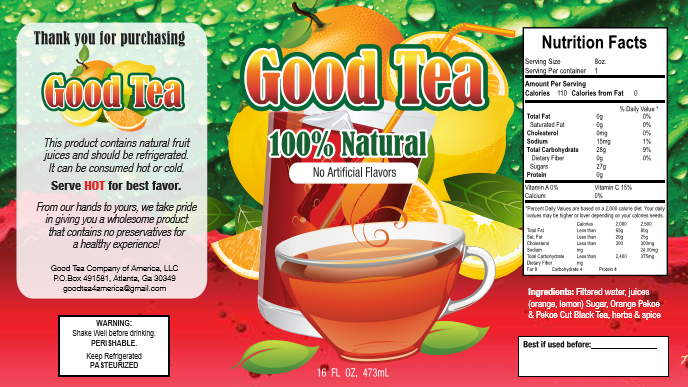 Thank you for purchasing
Good Tea
This product contains natural fruit
juices and should be refrigerated.
It can be consumed hot or cold.
Serve HOT for best favor.
From our hands to yours, we take pride
in giving you a wholesome product
that contains no preservatives for
a healthy experience!
Good Tea Company of America, LLC
P.O.Box 491581, Atlanta, Ga 30349
goodtea4america@gmail.com
WARNING:
Shake Well before drinking.
PERISHABLE.
Keep Refrigerated
PASTEURIZED
Good Tea
100% Natural
No Artificial Flavors
16 FL OZ, 473mL
Nutrition Facts
Serving Size 8oz.
Serving Per container 1
Amount Per Serving
Calories 110 Calories from Fat 0
% Daily Value *
Total Fat 0g 0%
Saturated Fat 0g 0%
Cholesterol 0mg 0%
Sodium 15mg 1%
Total Carbohydrate 28g 9%
Dietary Fiber 0g 0%
Sugars 27g
Protein 0g
Vitamin A 0% Vitamin C 15%
Calcium 0%
*Percent Daily Values are based on a 2,000 calorie diet. Your daily
values may be higher or lover depending on your calories needs.
Calories 2,000 2,500
Total Fat Less than 65g 80g
Sat. Fat Less than 20g 25g
Cholesterol Less than 300 300mg
Sodium mg 24,00mg
Total Carbohydrate Less than 2,400 375mg
Dietary Fiber mg
Fat 9 Carbohydrate 4 Protein 4
Ingredients: Filtered water, juices
(orange, lemon) Sugar, Orange Pekoe
& Pekoe Cut Black Tea, herbs & spice
Best if used before: